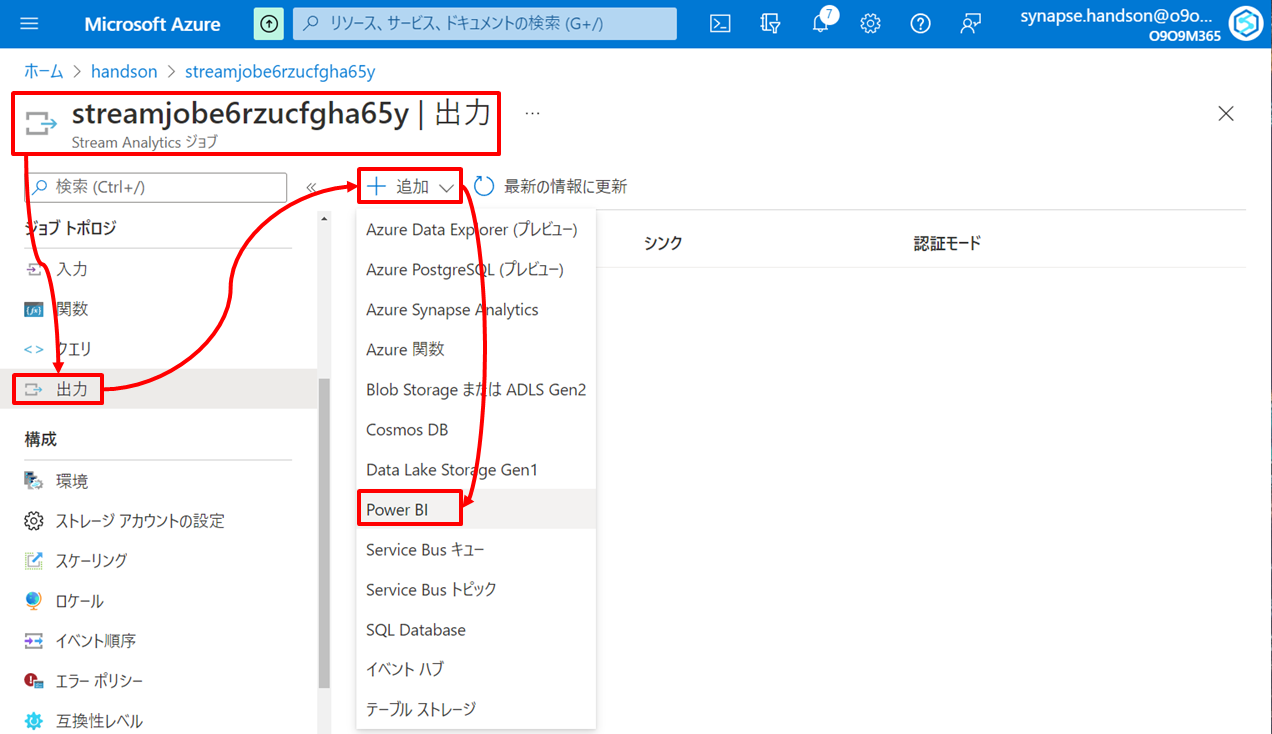 Microsoft Azure
リソース、サービス、ドキュメントの検索 (G+/)
7
synapse.handson@o9o...
O9O9M365
ホーム > handson > streamjobe6rzucfgha65y
streamjobe6rzucfgha65y | 出力 ...
Stream Analytics ジョブ
検索 (Ctrl+/)
«
追加
最新の情報に更新
ジョブ トポロジ
入力
関数
クエリ
出力
構成
環境
ストレージ アカウントの設定
スケーリング
ロケール
イベント順序
エラー ポリシー
互換性レベル
Azure Data Explorer (プレビュー)
Azure PostgreSQL (プレビュー)
Azure Synapse Analytics
Azure 関数
Blob Storage または ADLS Gen2
Cosmos DB
Data Lake Storage Gen1
Power BI
Service Bus キュー
Service Bus トピック
SQL Database
イベント ハブ
テーブル ストレージ
シンク
認証モード